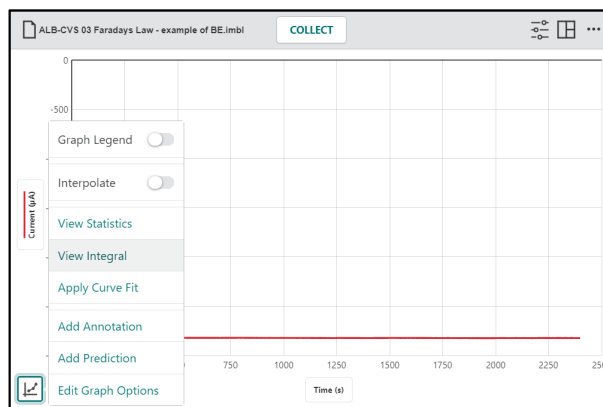 ALB-CVS 03 Faradays Law - example of BE.imbl
COLLECT
0
-500
Graph Legend
Interpolate
Current (µA)
View Statistics
View Integral
Apply Curve Fit
Add Annotation
Add Prediction
Edit Graph Options
750 1000 1250 1500 1750 2000 2250
Time (s)